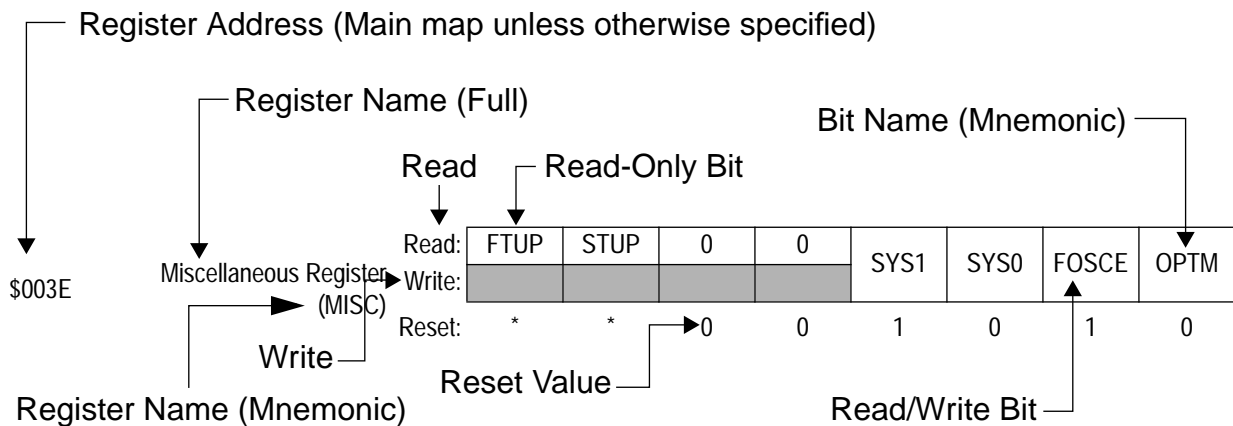 Register Address (Main map unless otherwise specified)
Register Name (Full)
Bit Name (Mnemonic)
Read
Read-Only Bit
Read: FTUP STUP 0 0 SYS1 SYS0 FOSCE OPTM
$003E Miscellaneous Register Write:
(MISC)
Reset: * * 0 0 1 0 1 0
Write
Reset Value
Register Name (Mnemonic)
Read/Write Bit